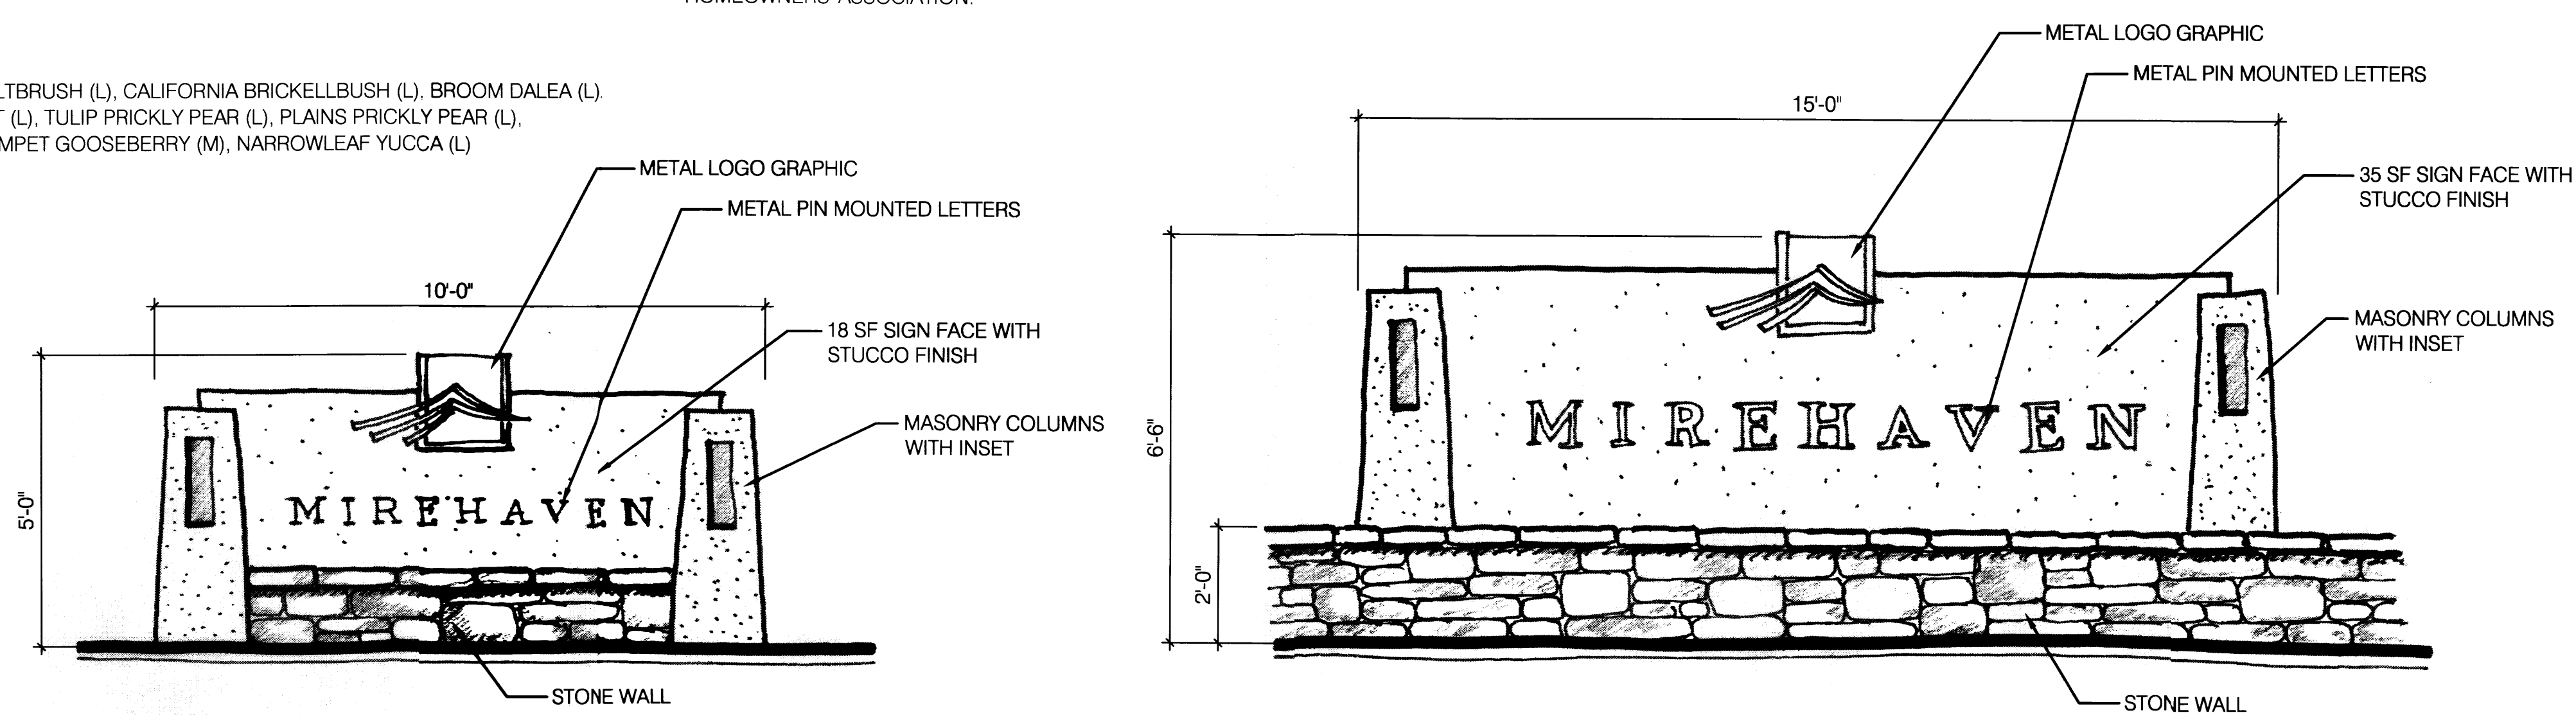 HOMEOWNERS' ASSOCIATION.
(L), CALIFORNIA BRICKELLBUSH (L), BROOM DALEA (L).
(L), TULIP PRICKLY PEAR (L), PLAINS PRICKLY PEAR (L),
GOOSEBERRY (M), NARROWLEAF YUCCA (L)
METAL LOGO GRAPHIC
METAL PIN MOUNTED LETTERS
10'-0"
18 SF SIGN FACE WITH
STUCCO FINISH
MASONRY COLUMNS
WITH INSET
5'-0"
MIREHAVEN
STONE WALL
METAL LOGO GRAPHIC
METAL PIN MOUNTED LETTERS
15'-0"
35 SF SIGN FACE WITH
STUCCO FINISH
MASONRY COLUMNS
WITH INSET
6'-6"
MIREHAVEN
2'-0"
STONE WALL